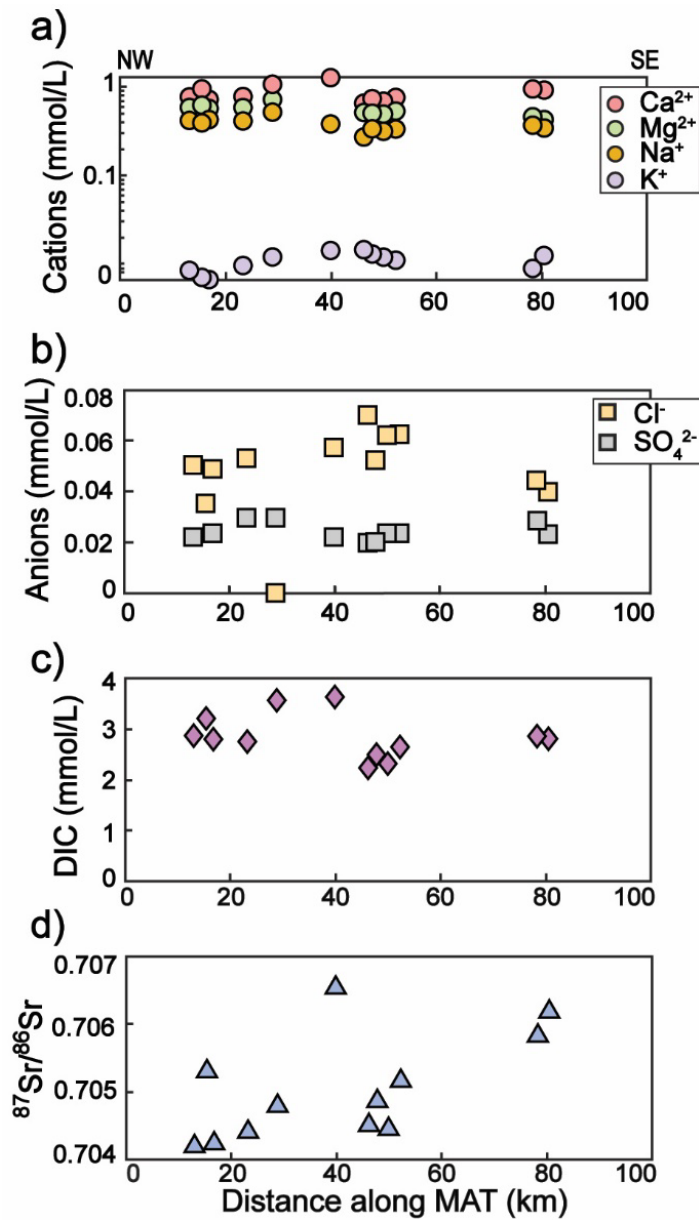 a)
NW SE
Cations (mmol/L)
1
0.1
0
Ca²⁺
Mg²⁺
Na⁺
K⁺
0 20 40 60 80 100
b)
Anions (mmol/L)
0.08
0.06
0.04
0.02
0
Cl⁻
SO₄²⁻
0 20 40 60 80 100
c)
DIC (mmol/L)
4
3
2
1
0
0 20 40 60 80 100
d)
⁸⁷Sr/⁸⁶Sr
0.707
0.706
0.705
0.704
0 20 40 60 80 100
Distance along MAT (km)